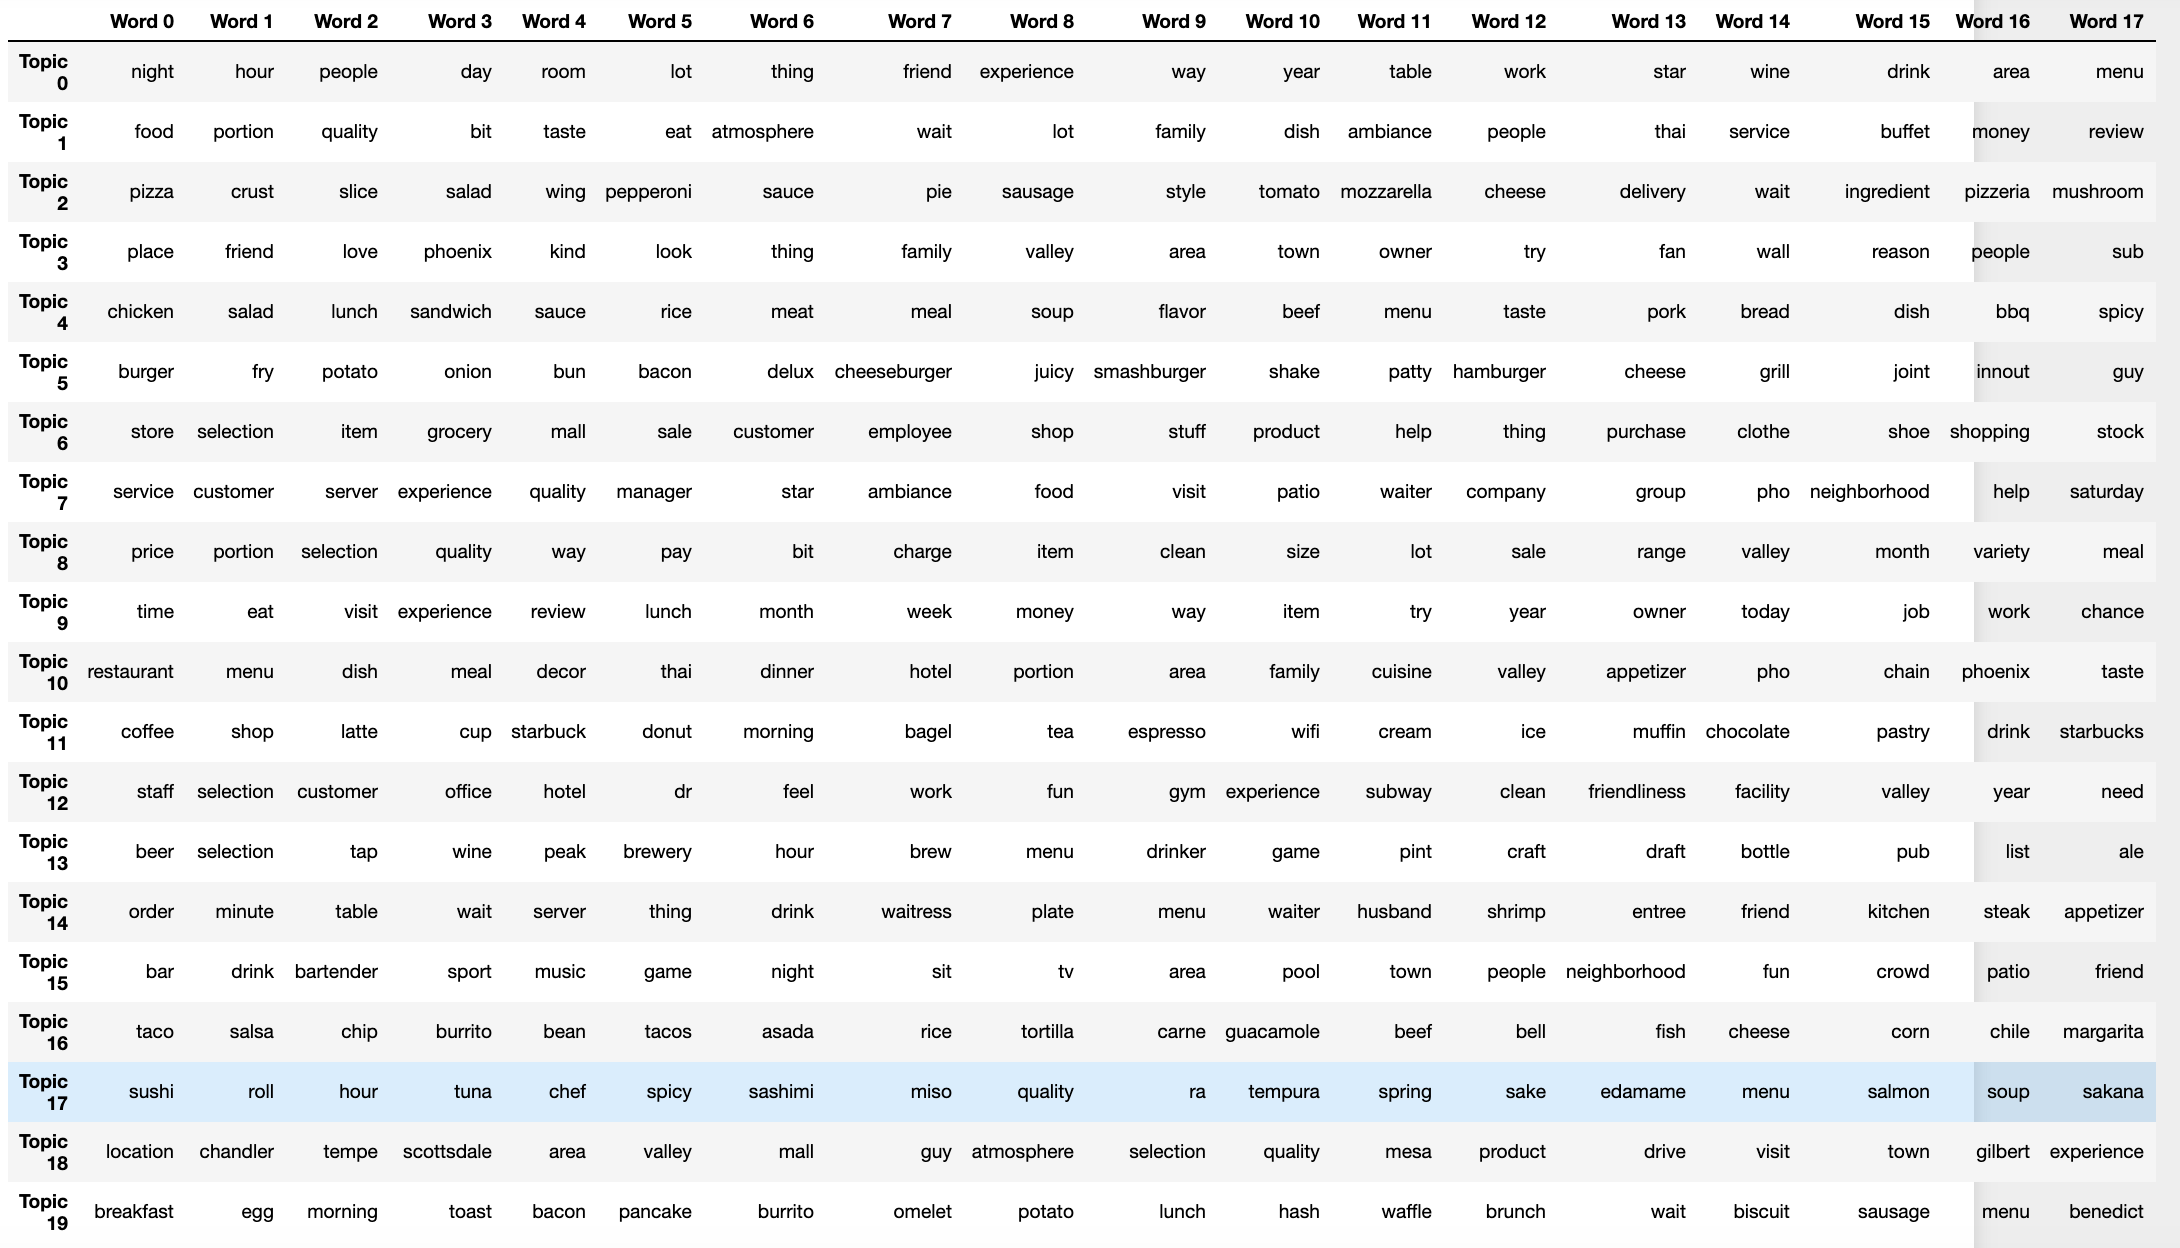 Word 0 Word 1 Word 2 Word 3 Word 4 Word 5 Word 6 Word 7 Word 8 Word 9 Word 10 Word 11 Word 12 Word 13 Word 14 Word 15 Word 16 Word 17
Topic 0 night hour people day room lot thing friend experience way year table work star wine drink area menu
Topic 1 food portion quality bit taste eat atmosphere wait lot family dish ambiance people thai service buffet money review
Topic 2 pizza crust slice salad wing pepperoni sauce pie sausage style tomato mozzarella cheese delivery wait ingredient pizzeria mushroom
Topic 3 place friend love phoenix kind look thing family valley area town owner try fan wall reason people sub
Topic 4 chicken salad lunch sandwich sauce rice meat meal soup flavor beef menu taste pork bread dish bbq spicy
Topic 5 burger fry potato onion bun bacon delux cheeseburger juicy smashburger shake patty hamburger cheese grill joint innout guy
Topic 6 store selection item grocery mall sale customer employee shop stuff product help thing purchase clothe shoe shopping stock
Topic 7 service customer server experience quality manager star ambiance food visit patio waiter company group pho neighborhood help saturday
Topic 8 price portion selection quality way pay bit charge item clean size lot sale range valley month variety meal
Topic 9 time eat visit experience review lunch month week money way item try year owner today job work chance
Topic 10 restaurant menu dish meal decor thai dinner hotel portion area family cuisine valley appetizer pho chain phoenix taste
Topic 11 coffee shop latte cup starbuck donut morning bagel tea espresso wifi cream ice muffin chocolate pastry drink starbucks
Topic 12 staff selection customer office hotel dr feel work fun gym experience subway clean friendliness facility valley year need
Topic 13 beer selection tap wine peak brewery hour brew menu drinker game pint craft draft bottle pub list ale
Topic 14 order minute table wait server thing drink waitress plate menu waiter husband shrimp entree friend kitchen steak appetizer
Topic 15 bar drink bartender sport music game night sit tv area pool town people neighborhood fun crowd patio friend
Topic 16 taco salsa chip burrito bean tacos asada rice tortilla carne guacamole beef bell fish cheese corn chile margarita
Topic 17 sushi roll hour tuna chef spicy sashimi miso quality ra tempura spring sake edamame menu salmon soup sakana
Topic 18 location chandler tempe scottsdale area valley mall guy atmosphere selection quality mesa product drive visit town gilbert experience
Topic 19 breakfast egg morning toast bacon pancake burrito omelet potato lunch hash waffle brunch wait biscuit sausage menu benedict